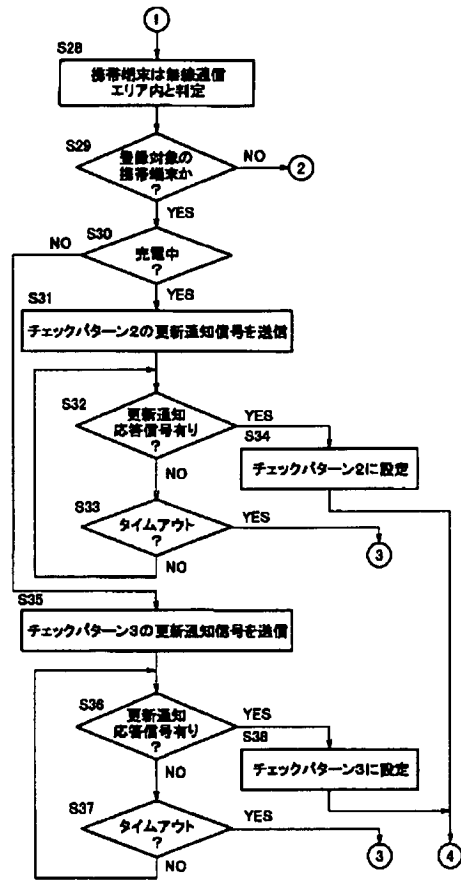 1
S28
携帯端末は無線通信
エリア内と判定
S29
登録対象の
携帯端末か
?
NO
2
YES
S30
NO
充電中
?
YES
S31
チェックパターン2の更新通知信号を送信
S32
更新通知
応答信号有り
?
YES
S34
チェックパターン2に設定
NO
S33
タイムアウト
?
YES
3
NO
S35
チェックパターン3の更新通知信号を送信
S36
更新通知
応答信号有り
?
YES
S38
チェックパターン3に設定
NO
S37
タイムアウト
?
YES
3
4
NO